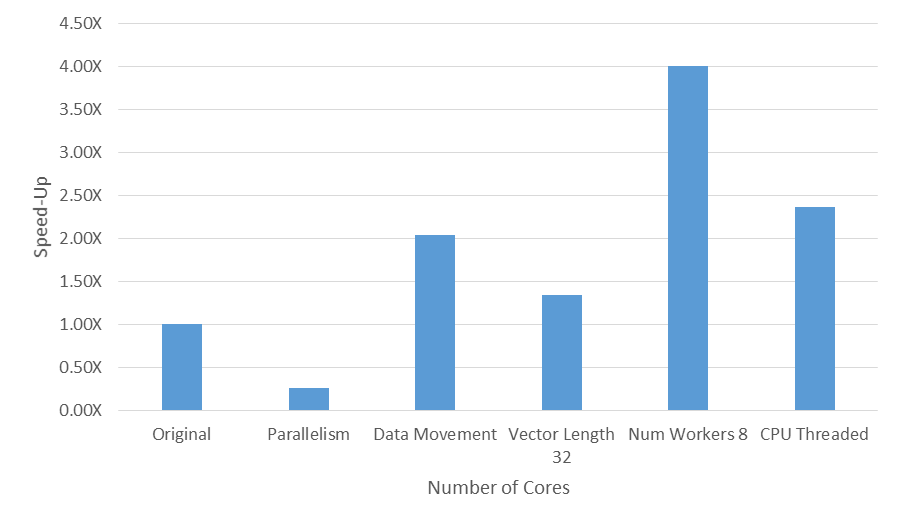 4.50X
4.00X
3.50X
3.00X
2.50X
2.00X
1.50X
1.00X
0.50X
0.00X
Speed-Up
Original
Parallelism
Data Movement
Vector Length
32
Num Workers 8
CPU Threaded
Number of Cores